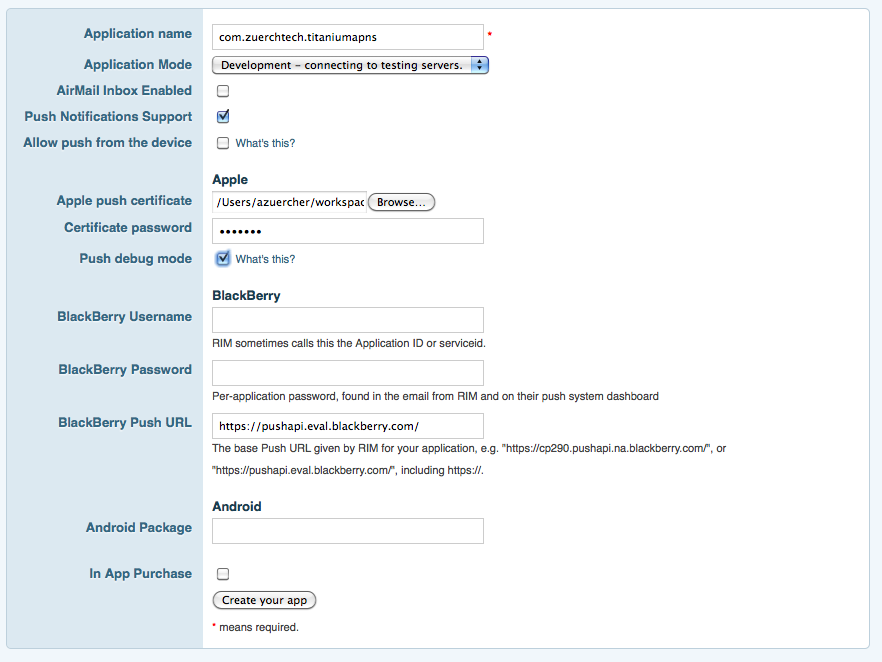 Application name com.zuerchtech.titaniumapns *
Application Mode Development – connecting to testing servers.
AirMail Inbox Enabled
Push Notifications Support
Allow push from the device What's this?
Apple
Apple push certificate /Users/azuercher/workspac Browse...
Certificate password •••••••
Push debug mode What's this?
BlackBerry
BlackBerry Username
RIM sometimes calls this the Application ID or serviceid.
BlackBerry Password
Per-application password, found in the email from RIM and on their push system dashboard
BlackBerry Push URL https://pushapi.eval.blackberry.com/
The base Push URL given by RIM for your application, e.g. "https://cp290.pushapi.na.blackberry.com/", or
"https://pushapi.eval.blackberry.com/", including https://.
Android
Android Package
In App Purchase
Create your app
* means required.